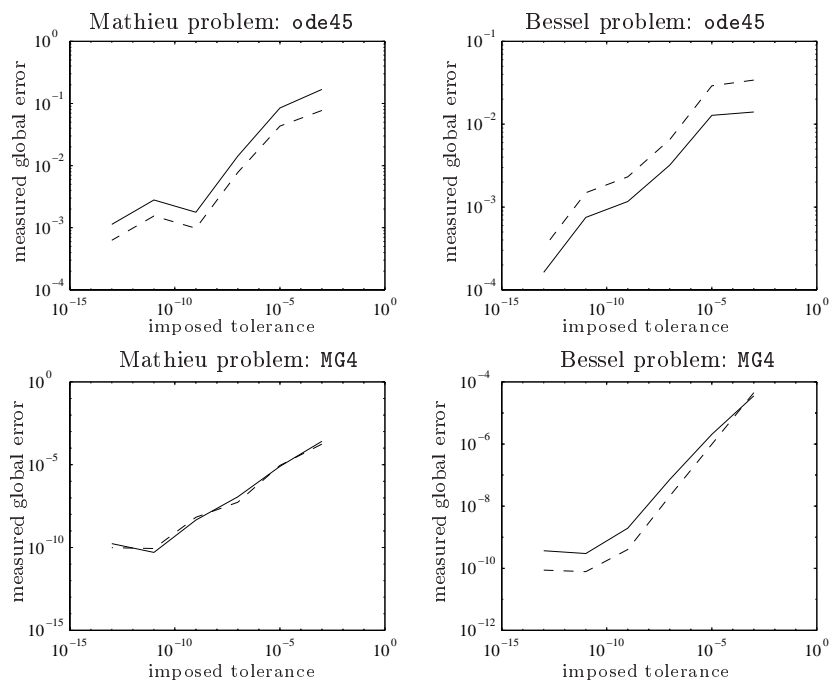 Mathieu problem: ode45
10^0
10^-1
10^-2
10^-3
10^-4
measured global error
10^-15
10^-10
10^-5
10^0
imposed tolerance
Bessel problem: ode45
10^-1
10^-2
10^-3
10^-4
measured global error
10^-15
10^-10
10^-5
10^0
imposed tolerance
Mathieu problem: MG4
10^0
10^-5
10^-10
10^-15
measured global error
10^-15
10^-10
10^-5
10^0
imposed tolerance
Bessel problem: MG4
10^-4
10^-6
10^-8
10^-10
10^-12
measured global error
10^-15
10^-10
10^-5
10^0
imposed tolerance